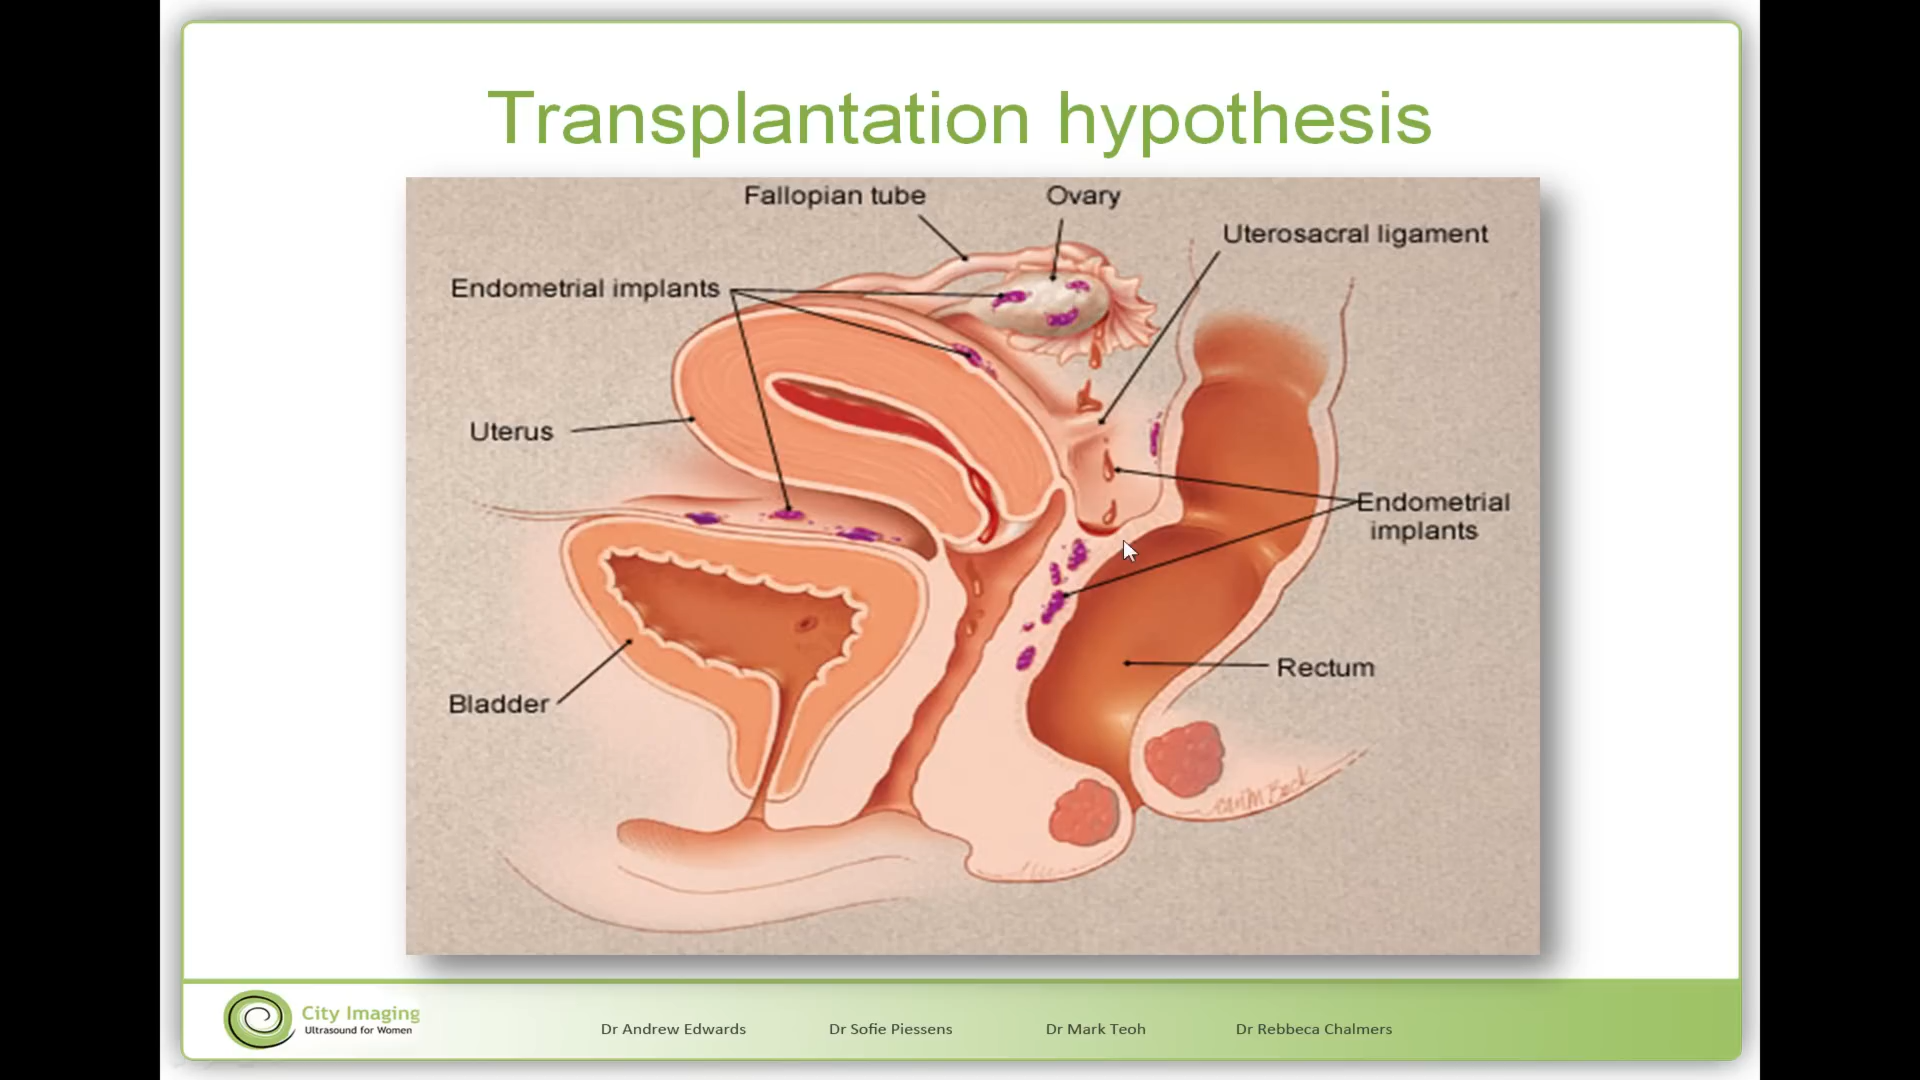 Transplantation hypothesis
Fallopian tube
Ovary
Uterosacral ligament
Endometrial implants
Uterus
Endometrial
implants
Rectum
Bladder
City Imaging
Ultrasound for Women
Dr Andrew Edwards
Dr Sofie Piessens
Dr Mark Teoh
Dr Rebbeca Chalmers